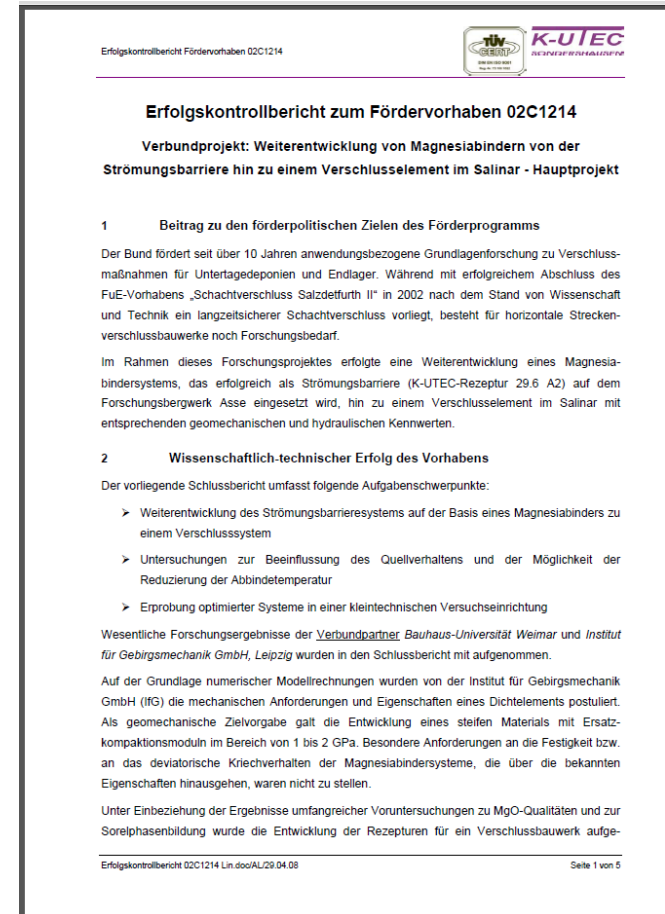 Erfolgskontrollbericht Fördervorhaben 02C1214
TÜV
CERT
DIN EN ISO 9001
K-UTEC
SONDERSHAUSEN
Erfolgskontrollbericht zum Fördervorhaben 02C1214
Verbundprojekt: Weiterentwicklung von Magnesiabindern von der
Strömungsbarriere hin zu einem Verschlusselement im Salinar - Hauptprojekt
1 Beitrag zu den förderpolitischen Zielen des Förderprogramms
Der Bund fördert seit über 10 Jahren anwendungsbezogene Grundlagenforschung zu Verschluss-
maßnahmen für Untertagedeponien und Endlager. Während mit erfolgreichem Abschluss des
FuE-Vorhabens „Schachtverschluss Salzdetfurth II“ in 2002 nach dem Stand von Wissenschaft
und Technik ein langzeitsicherer Schachtverschluss vorliegt, besteht für horizontale Strecken-
verschlussbauwerke noch Forschungsbedarf.
Im Rahmen dieses Forschungsprojektes erfolgte eine Weiterentwicklung eines Magnesia-
bindersystems, das erfolgreich als Strömungsbarriere (K-UTEC-Rezeptur 29.6 A2) auf dem
Forschungsbergwerk Asse eingesetzt wird, hin zu einem Verschlusselement im Salinar mit
entsprechenden geomechanischen und hydraulischen Kennwerten.
2 Wissenschaftlich-technischer Erfolg des Vorhabens
Der vorliegende Schlussbericht umfasst folgende Aufgabenschwerpunkte:
➢ Weiterentwicklung des Strömungsbarrieresystems auf der Basis eines Magnesiabinders zu
einem Verschlusssystem
➢ Untersuchungen zur Beeinflussung des Quellverhaltens und der Möglichkeit der
Reduzierung der Abbindetemperatur
➢ Erprobung optimierter Systeme in einer kleintechnischen Versuchseinrichtung
Wesentliche Forschungsergebnisse der Verbundpartner Bauhaus-Universität Weimar und Institut
für Gebirgsmechanik GmbH, Leipzig wurden in den Schlussbericht mit aufgenommen.
Auf der Grundlage numerischer Modellrechnungen wurden von der Institut für Gebirgsmechanik
GmbH (IfG) die mechanischen Anforderungen und Eigenschaften eines Dichtelements postuliert.
Als geomechanische Zielvorgabe galt die Entwicklung eines steifen Materials mit Ersatz-
kompaktionsmoduln im Bereich von 1 bis 2 GPa. Besondere Anforderungen an die Festigkeit bzw.
an das deviatorische Kriechverhalten der Magnesiabindersysteme, die über die bekannten
Eigenschaften hinausgehen, waren nicht zu stellen.
Unter Einbeziehung der Ergebnisse umfangreicher Voruntersuchungen zu MgO-Qualitäten und zur
Sorelphasenbildung wurde die Entwicklung der Rezepturen für ein Verschlussbauwerk aufge-
Erfolgskontrollbericht 02C1214 Lin.doc/AL/29.04.08 Seite 1 von 5